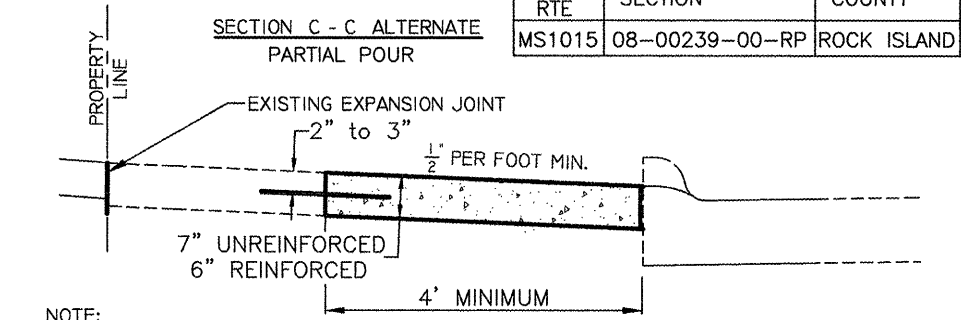 SECTION C - C ALTERNATE
PARTIAL POUR
RTE SECTION COUNTY
MS1015 08-00239-00-RP ROCK ISLAND
PROPERTY
LINE
EXISTING EXPANSION JOINT
2" to 3"
1/2" PER FOOT MIN.
7" UNREINFORCED
6" REINFORCED
4' MINIMUM
NOTE: